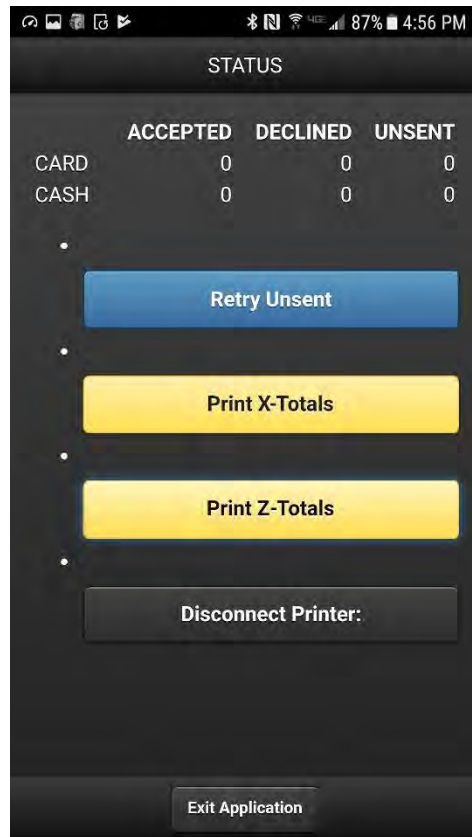 87% 4:56 PM
STATUS
ACCEPTED DECLINED UNSENT
CARD 0 0 0
CASH 0 0 0
Retry Unsent
Print X-Totals
Print Z-Totals
Disconnect Printer:
Exit Application